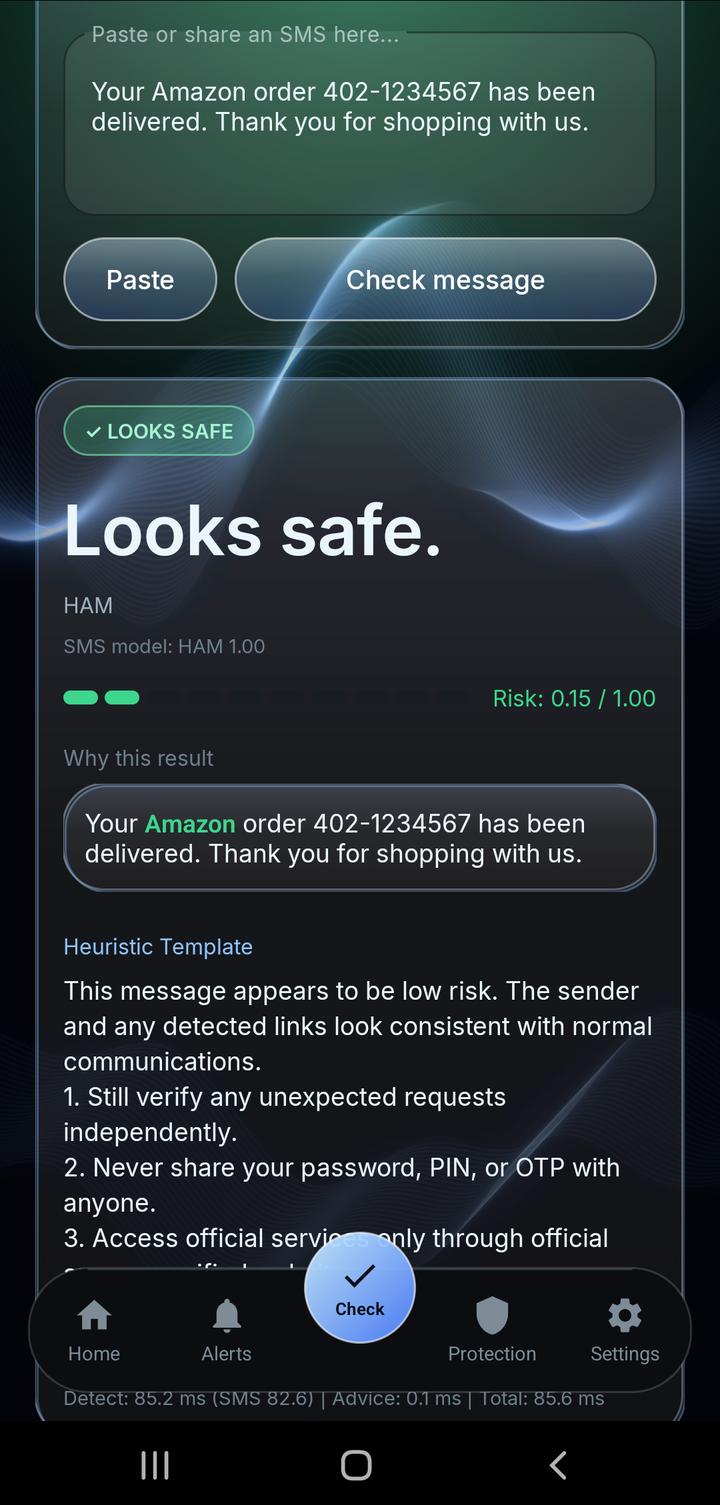 Paste or share an SMS here...
Your Amazon order 402-1234567 has been
delivered. Thank you for shopping with us.
Paste
Check message
✓ LOOKS SAFE
Looks safe.
HAM
SMS model: HAM 1.00
Risk: 0.15 / 1.00
Why this result
Your Amazon order 402-1234567 has been
delivered. Thank you for shopping with us.
Heuristic Template
This message appears to be low risk. The sender
and any detected links look consistent with normal
communications.
1. Still verify any unexpected requests
independently.
2. Never share your password, PIN, or OTP with
anyone.
3. Access official services only through official
Check
Home
Alerts
Protection
Settings
Detect: 85.2 ms (SMS 82.6) | Advice: 0.1 ms | Total: 85.6 ms